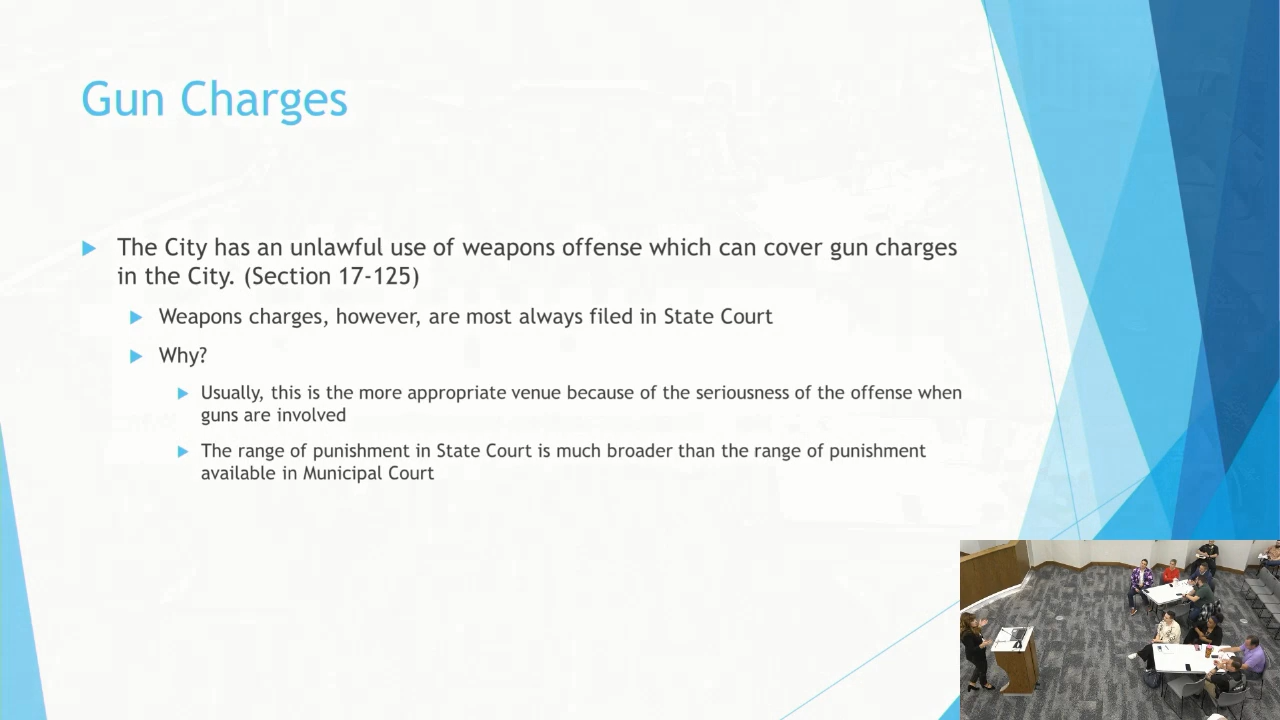 Gun Charges
The City has an unlawful use of weapons offense which can cover gun charges
in the City. (Section 17-125)
Weapons charges, however, are most always filed in State Court
Why?
Usually, this is the more appropriate venue because of the seriousness of the offense when
guns are involved
The range of punishment in State Court is much broader than the range of punishment
available in Municipal Court